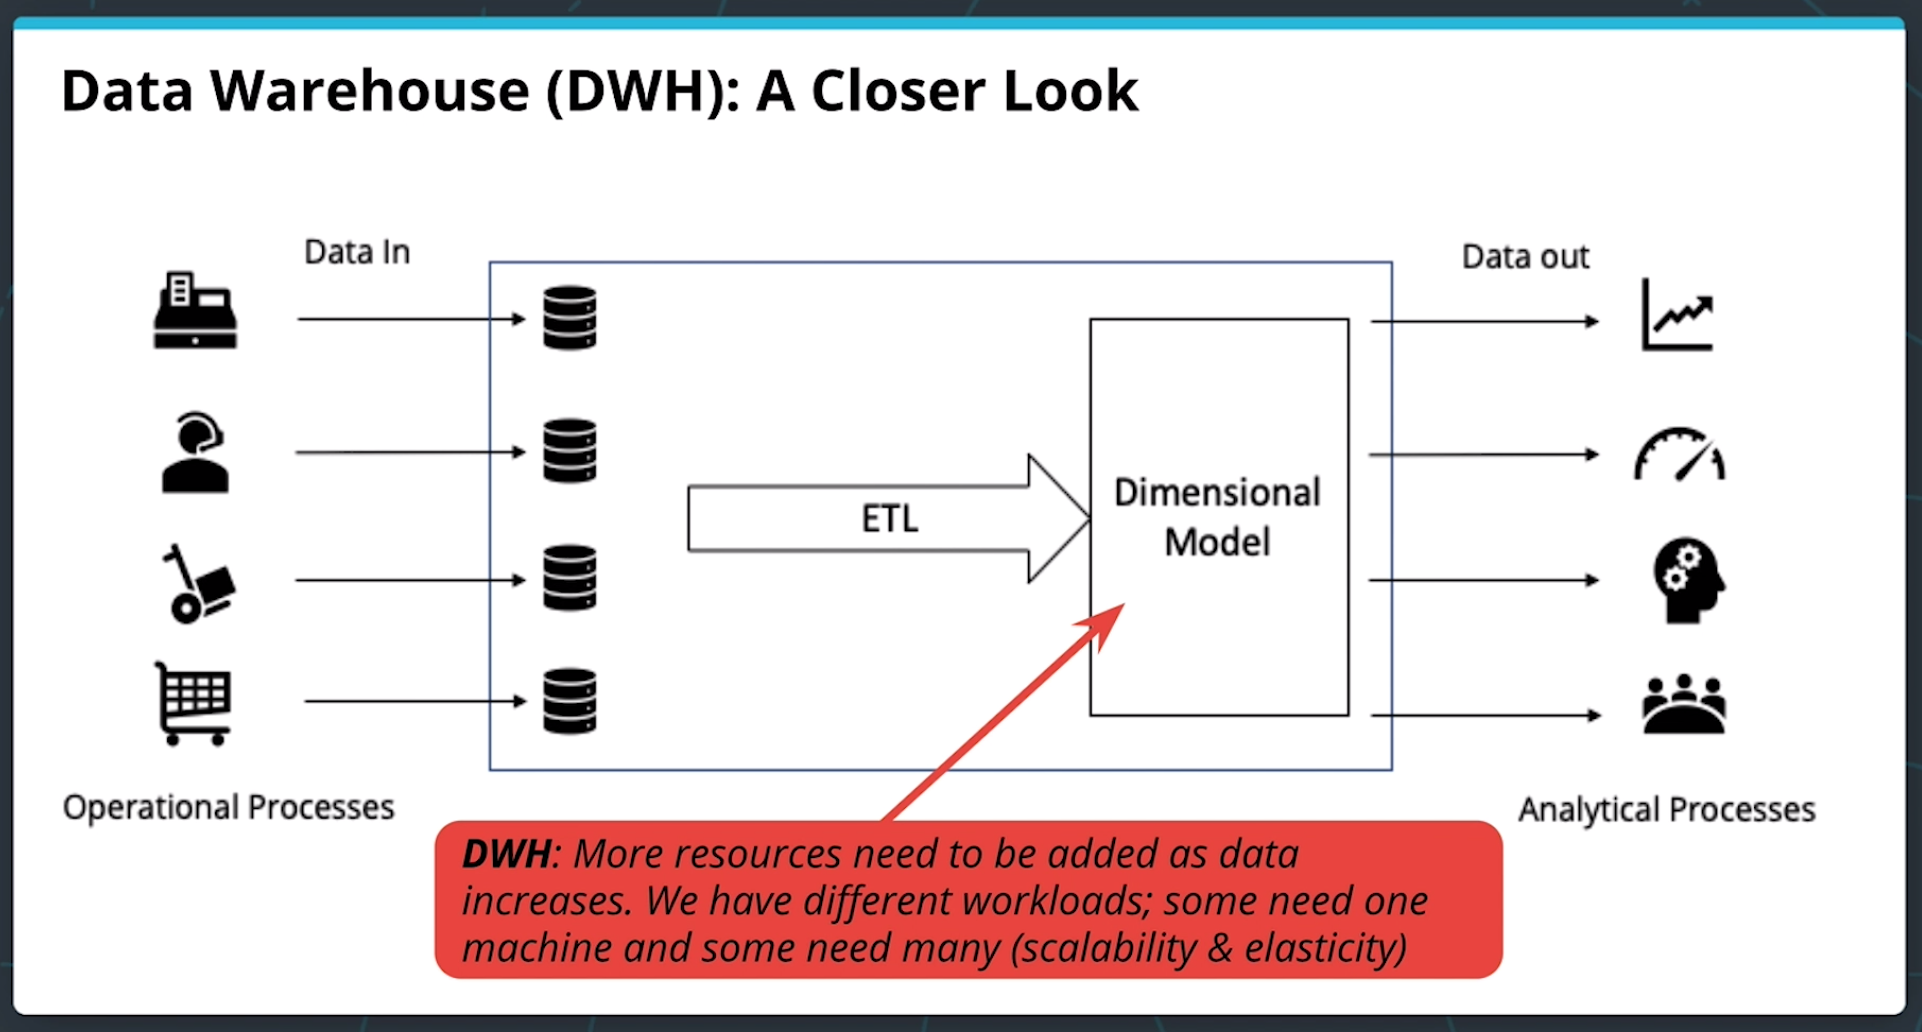 Data Warehouse (DWH): A Closer Look
Data In
Data out
ETL
Dimensional
Model
Operational Processes
Analytical Processes
DWH: More resources need to be added as data
increases. We have different workloads; some need one
machine and some need many (scalability & elasticity)